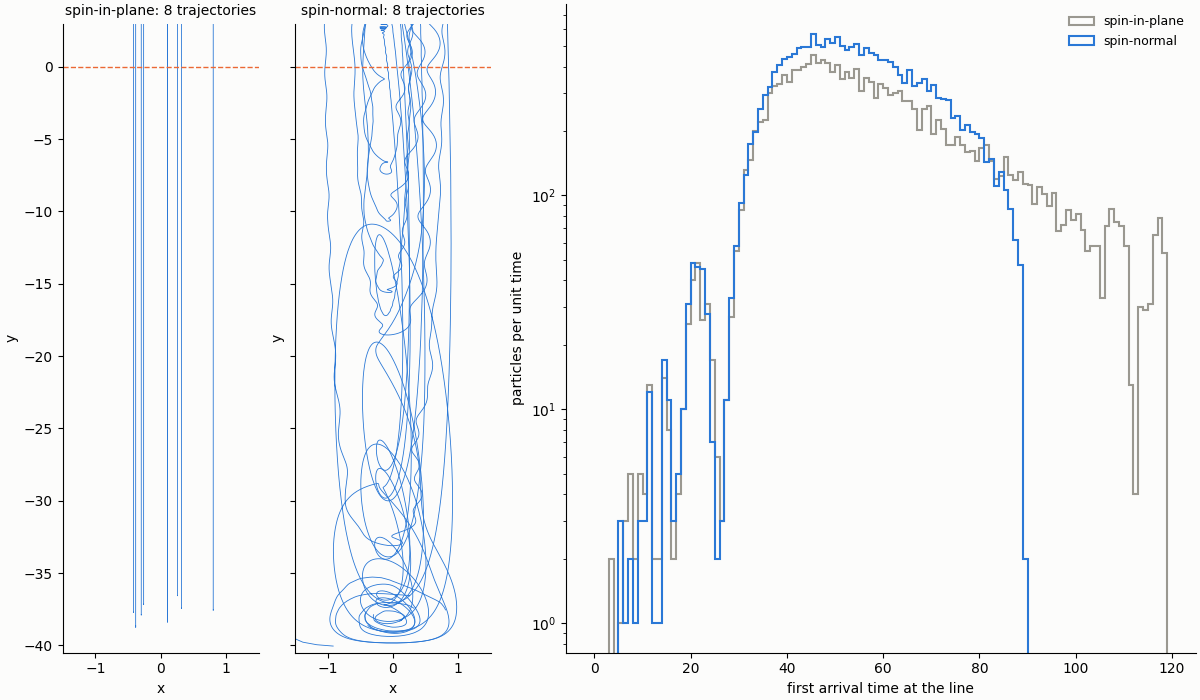 spin-in-plane: 8 trajectories
0
−5
−10
−15
−20
−25
−30
−35
−40
y
−1
0
1
x
spin-normal: 8 trajectories
y
−1
0
1
x
spin-in-plane
spin-normal
10²
10¹
10⁰
particles per unit time
0
20
40
60
80
100
120
first arrival time at the line